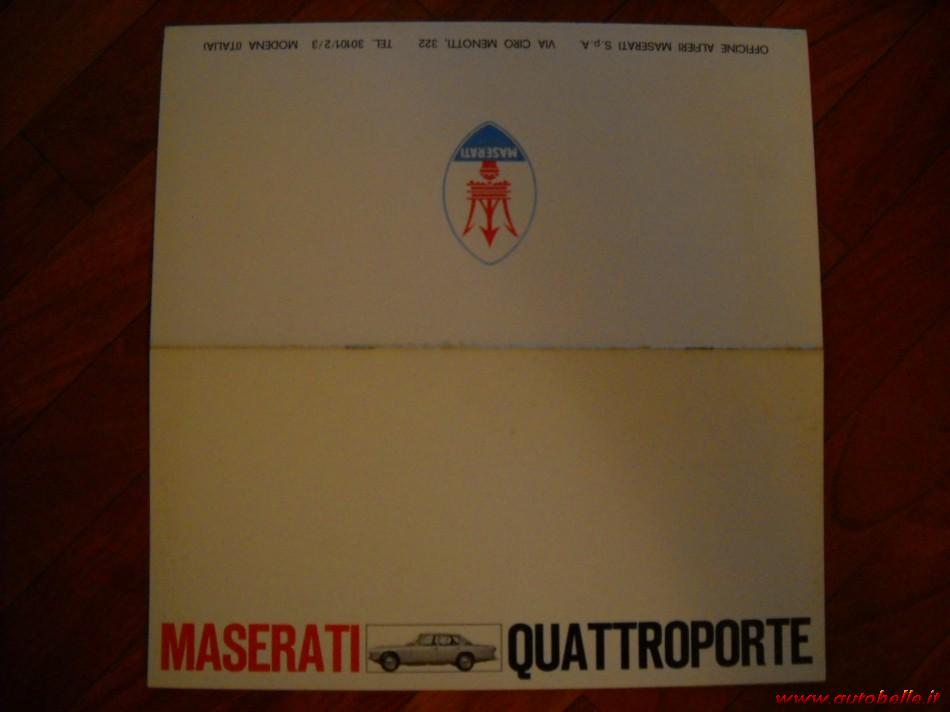 OFFICINE ALFIERI MASERATI S.p.A. VIA CIRO MENOTTI, 322 TEL. 30101/2/3 MODENA (ITALIA)
MASERATI
MASERATI QUATTROPORTE
www.autobelle.it